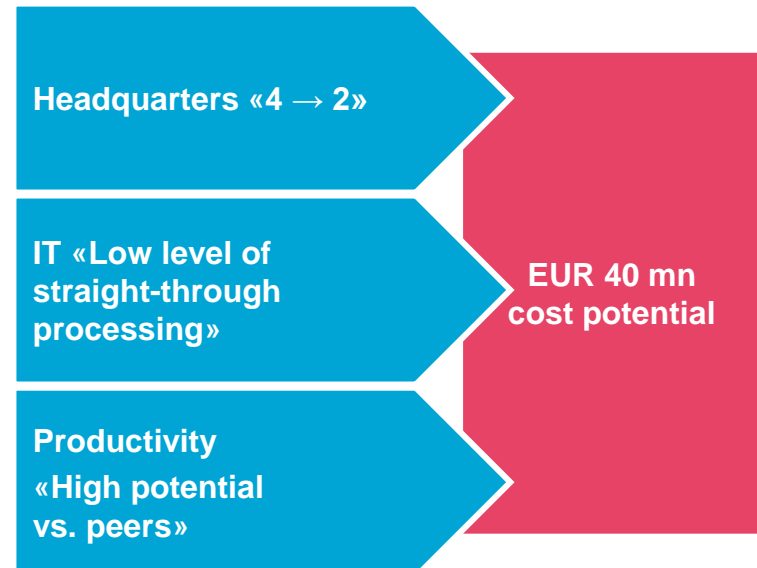 Headquarters «4 → 2»
IT «Low level of
straight-through
processing»
Productivity
«High potential
vs. peers»
EUR 40 mn
cost potential